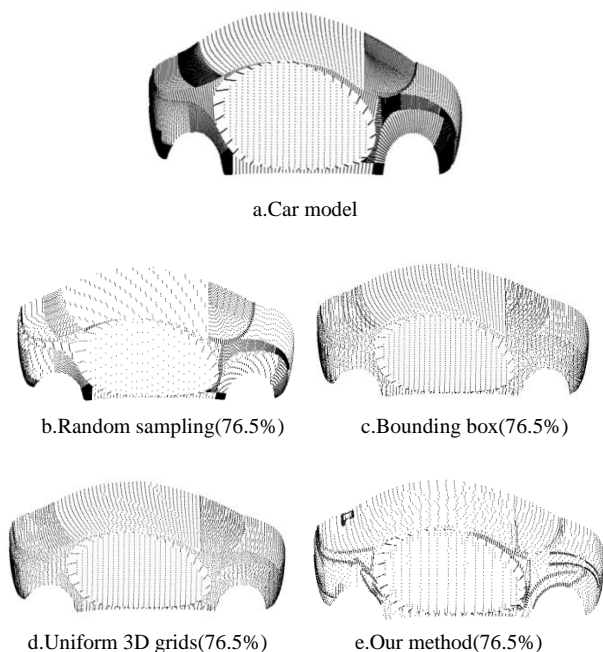 a.Car model
b.Random sampling(76.5%)
c.Bounding box(76.5%)
d.Uniform 3D grids(76.5%)
e.Our method(76.5%)